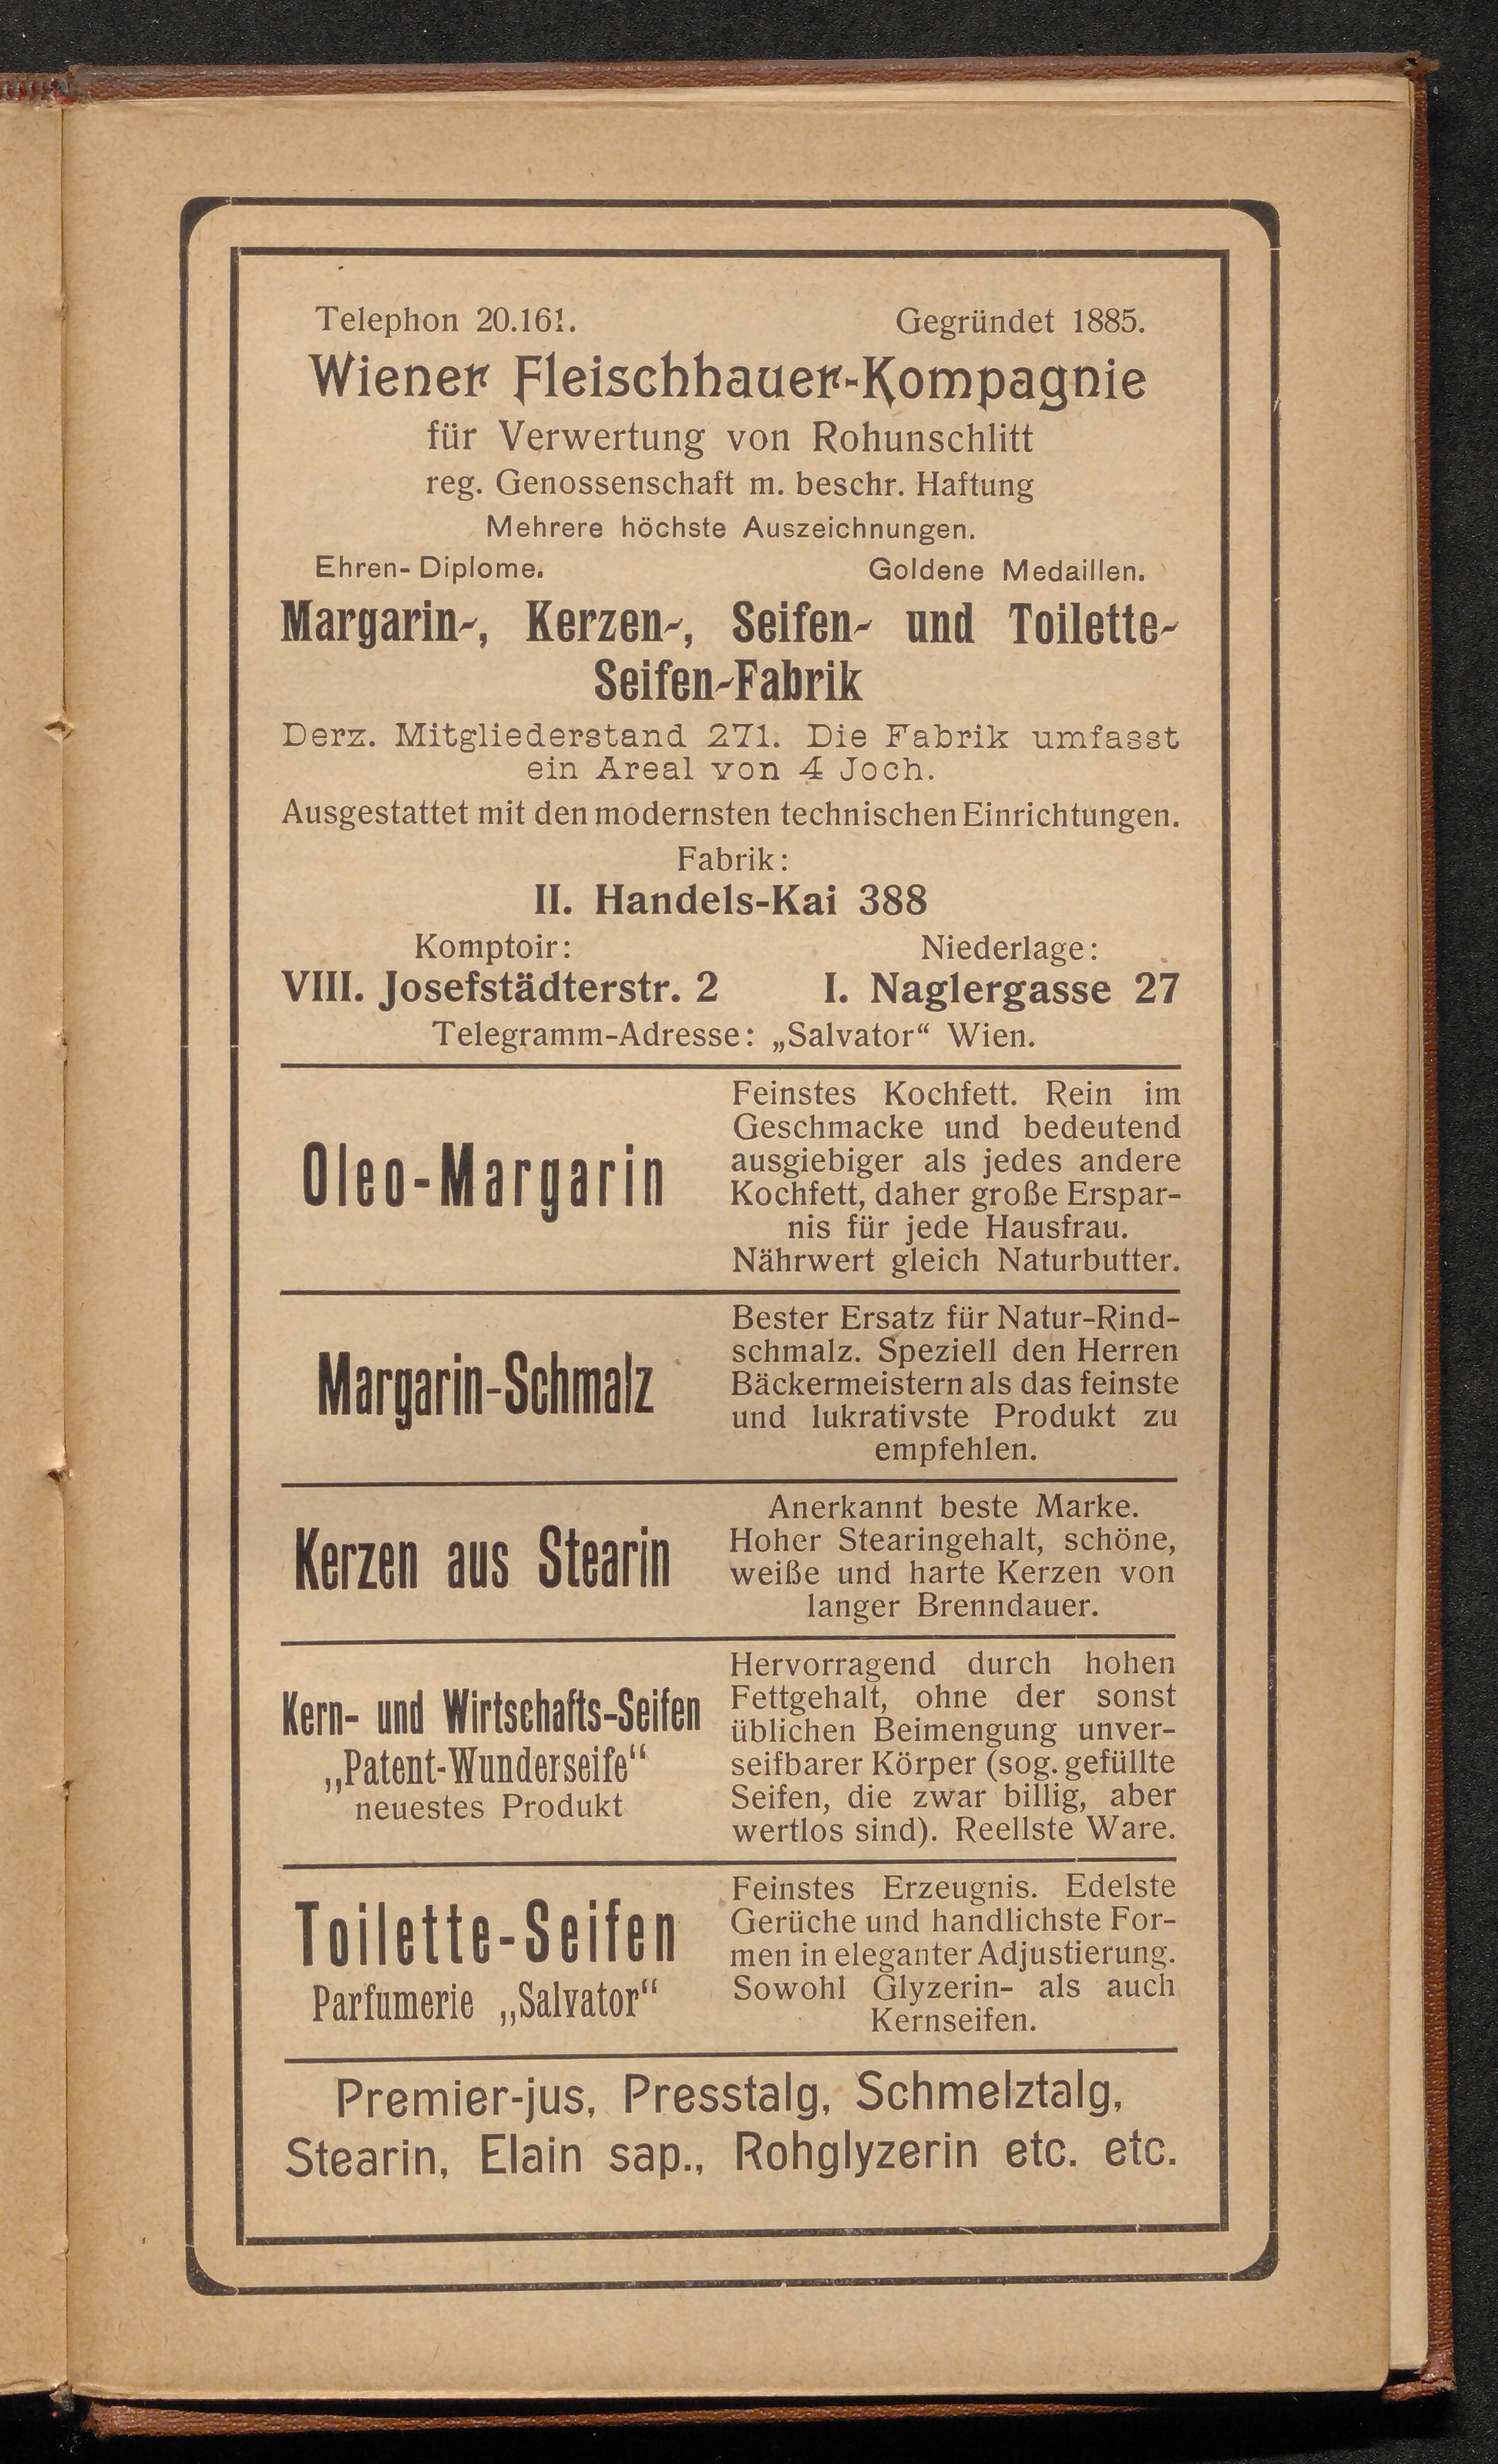 Telephon 20.161. Gegründet 1885.
Wiener Fleischhauer-Kompagnie
für Verwertung von Rohunschlitt
reg. Genossenschaft m. beschr. Haftung
Mehrere höchste Auszeichnungen.
Ehren-Diplome. Goldene Medaillen.
Margarin-, Kerzen-, Seifen- und Toilette-
Seifen-Fabrik
Derz. Mitgliederstand 271. Die Fabrik umfasst
ein Areal von 4 Joch.
Ausgestattet mit den modernsten technischen Einrichtungen.
Fabrik:
II. Handels-Kai 388
Komptoir: Niederlage:
VIII. Josefstädterstr. 2 I. Naglergasse 27
Telegramm-Adresse: „Salvator“ Wien.
Oleo-Margarin
Feinstes Kochfett. Rein im
Geschmacke und bedeutend
ausgiebiger als jedes andere
Kochfett, daher große Erspar-
nis für jede Hausfrau.
Nährwert gleich Naturbutter.
Margarin-Schmalz
Bester Ersatz für Natur-Rind-
schmalz. Speziell den Herren
Bäckermeistern als das feinste
und lukrativste Produkt zu
empfehlen.
Kerzen aus Stearin
Anerkannt beste Marke.
Hoher Stearingehalt, schöne,
weiße und harte Kerzen von
langer Brenndauer.
Kern- und Wirtschafts-Seifen
„Patent-Wunderseife“
neuestes Produkt
Hervorragend durch hohen
Fettgehalt, ohne der sonst
üblichen Beimengung unver-
seifbarer Körper (sog. gefüllte
Seifen, die zwar billig, aber
wertlos sind). Reellste Ware.
Toilette-Seifen
Parfumerie „Salvator“
Feinstes Erzeugnis. Edelste
Gerüche und handlichste For-
men in eleganter Adjustierung.
Sowohl Glyzerin- als auch
Kernseifen.
Premier-jus, Presstalg, Schmelztalg,
Stearin, Elain sap., Rohglyzerin etc. etc.